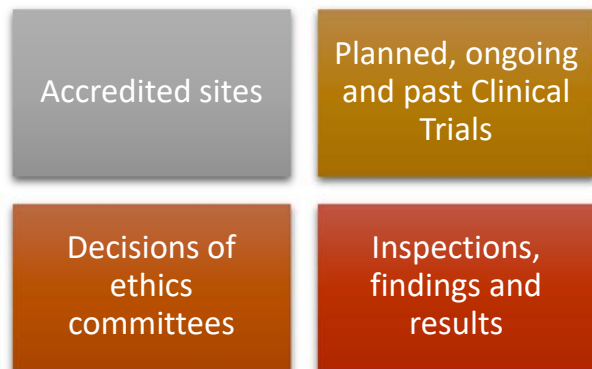 Accredited sites
Planned, ongoing
and past Clinical
Trials
Decisions of
ethics
committees
Inspections,
findings and
results